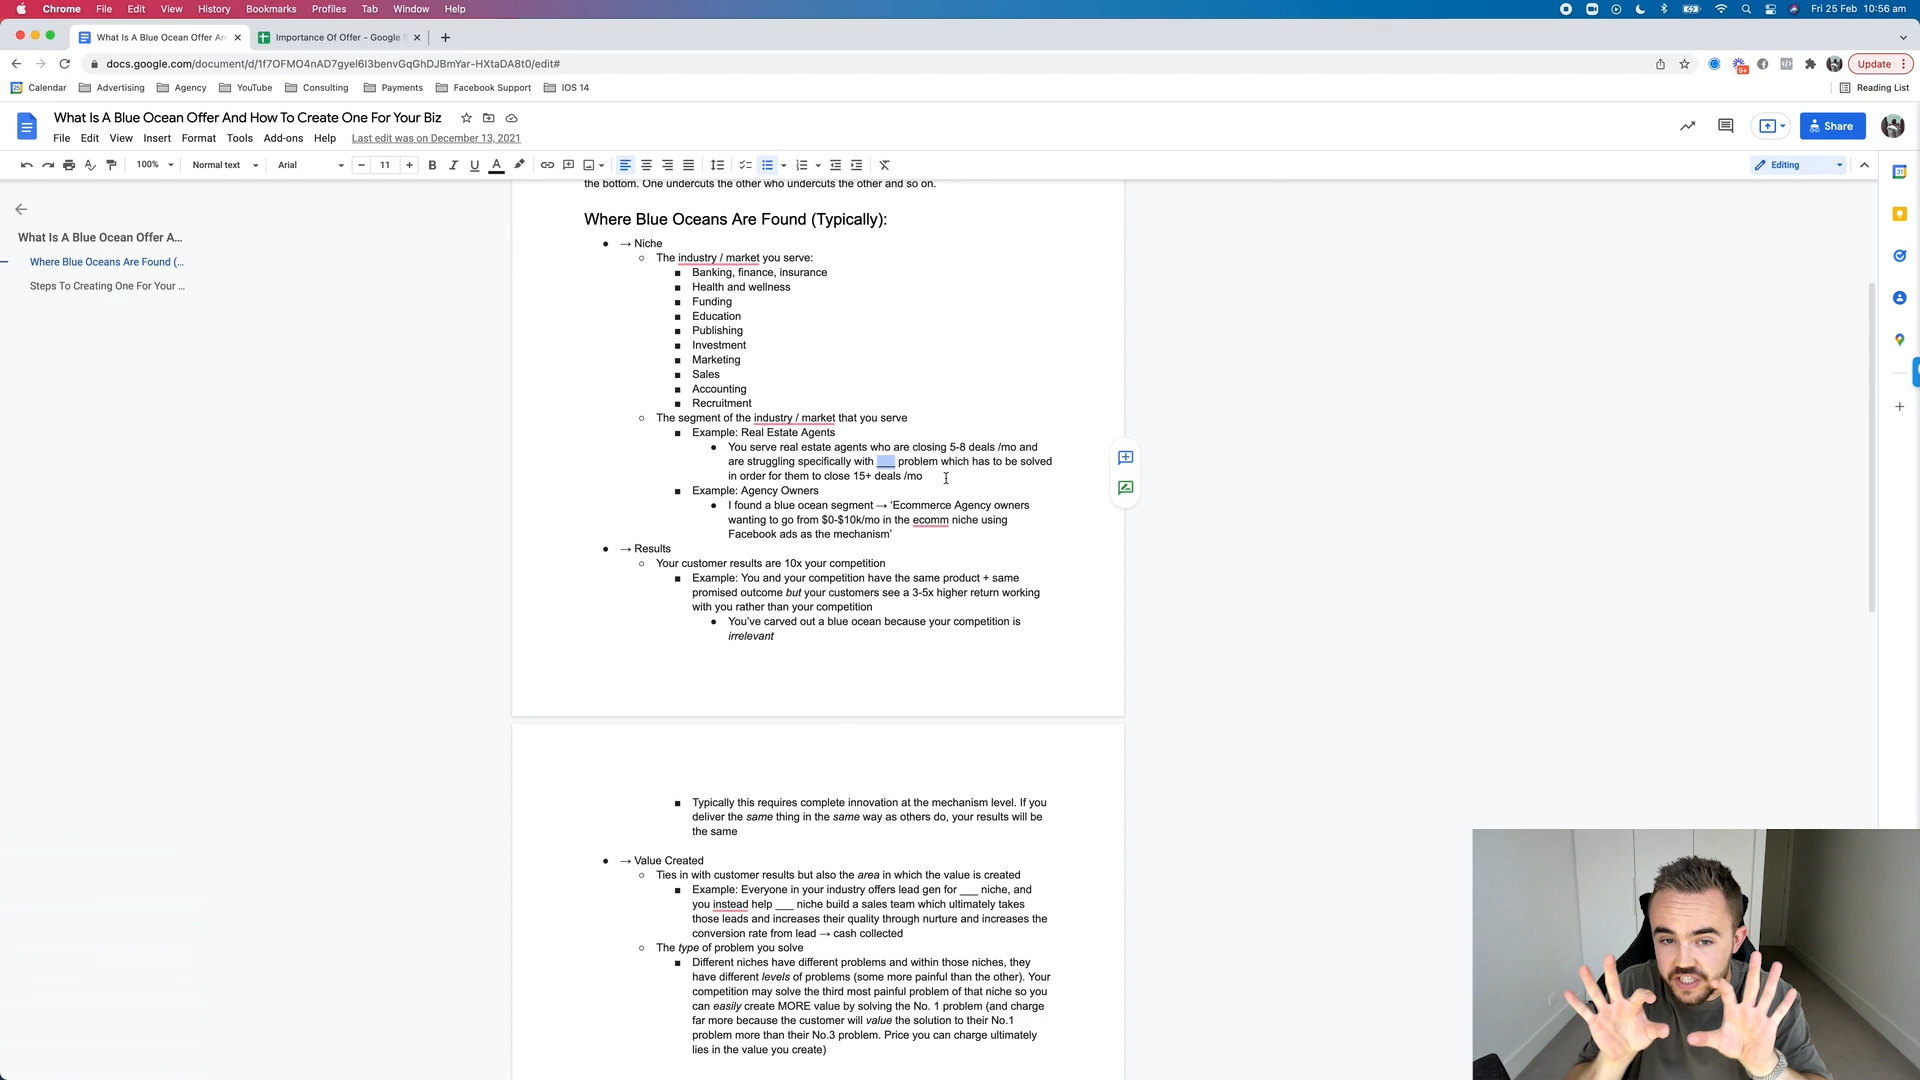 Chrome File Edit View History Bookmarks Profiles Tab Window Help
Fri 25 Feb 10:56 am
What Is A Blue Ocean Offer An
Importance Of Offer - Google
docs.google.com/document/d/1f7OFMO4nAD7gyel6I3benvGqGhDJBmYar-HXtaDA8t0/edit#
9+
Update
Calendar Advertising Agency YouTube Consulting Payments Facebook Support IOS 14
Reading List
What Is A Blue Ocean Offer And How To Create One For Your Biz
File Edit View Insert Format Tools Add-ons Help Last edit was on December 13, 2021
Share
100% Normal text Arial 11
Editing
What Is A Blue Ocean Offer A...
Where Blue Oceans Are Found (...
Steps To Creating One For Your ...
the bottom. One undercuts the other who undercuts the other and so on.
Where Blue Oceans Are Found (Typically):
● → Niche
○ The industry / market you serve:
■ Banking, finance, insurance
■ Health and wellness
■ Funding
■ Education
■ Publishing
■ Investment
■ Marketing
■ Sales
■ Accounting
■ Recruitment
○ The segment of the industry / market that you serve
■ Example: Real Estate Agents
● You serve real estate agents who are closing 5-8 deals /mo and
are struggling specifically with ___ problem which has to be solved
in order for them to close 15+ deals /mo
■ Example: Agency Owners
● I found a blue ocean segment → ‘Ecommerce Agency owners
wanting to go from $0-$10k/mo in the ecomm niche using
Facebook ads as the mechanism’
● → Results
○ Your customer results are 10x your competition
■ Example: You and your competition have the same product + same
promised outcome but your customers see a 3-5x higher return working
with you rather than your competition
● You’ve carved out a blue ocean because your competition is
irrelevant
■ Typically this requires complete innovation at the mechanism level. If you
deliver the same thing in the same way as others do, your results will be
the same
● → Value Created
○ Ties in with customer results but also the area in which the value is created
■ Example: Everyone in your industry offers lead gen for ___ niche, and
you instead help ___ niche build a sales team which ultimately takes
those leads and increases their quality through nurture and increases the
conversion rate from lead → cash collected
○ The type of problem you solve
■ Different niches have different problems and within those niches, they
have different levels of problems (some more painful than the other). Your
competition may solve the third most painful problem of that niche so you
can easily create MORE value by solving the No. 1 problem (and charge
far more because the customer will value the solution to their No.1
problem more than their No.3 problem. Price you can charge ultimately
lies in the value you create)